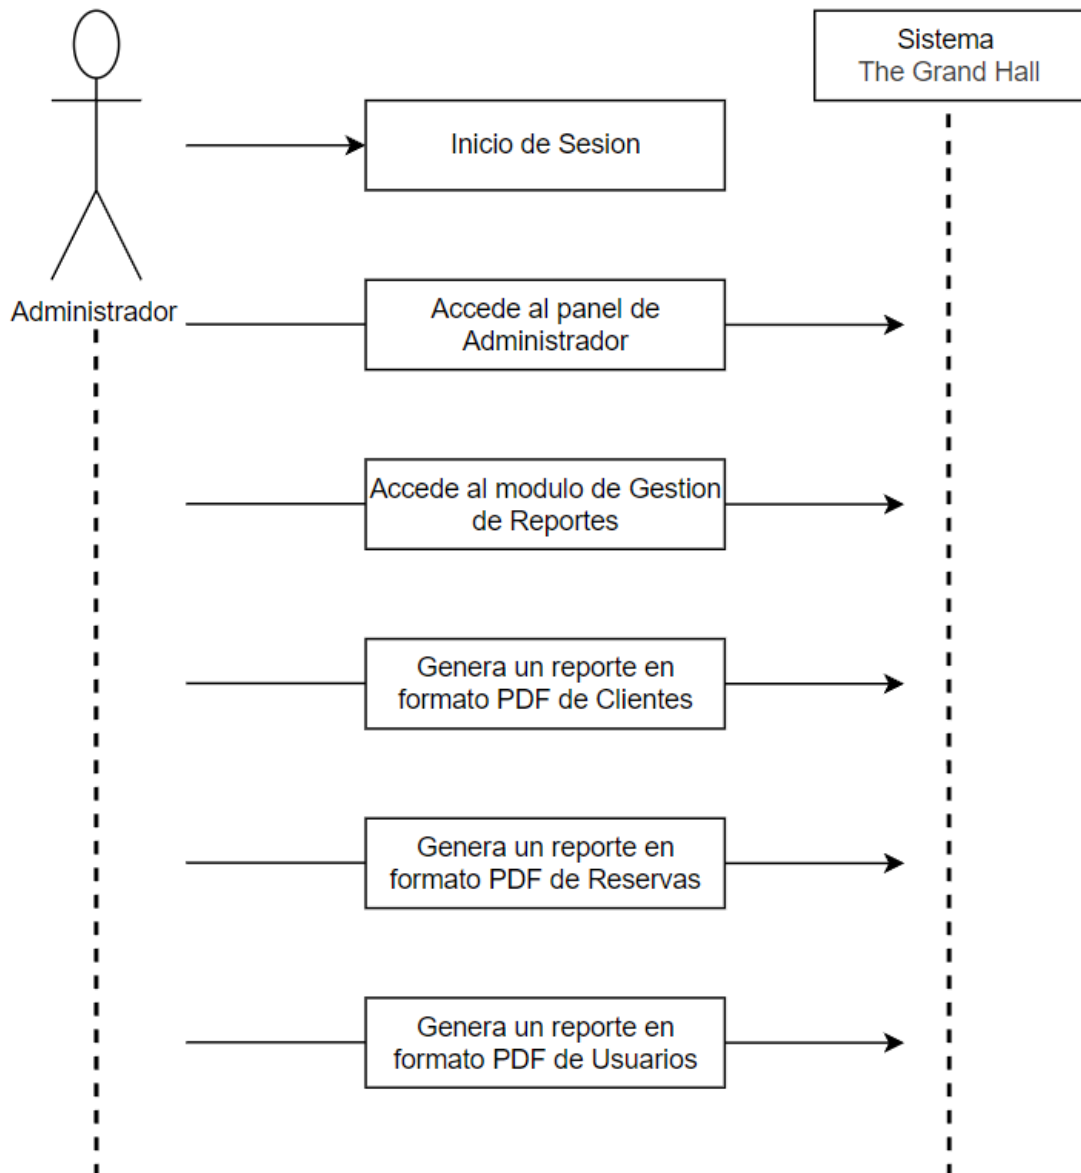 Sistema
The Grand Hall
Inicio de Sesion
Administrador
Accede al panel de
Administrador
Accede al modulo de Gestion
de Reportes
Genera un reporte en
formato PDF de Clientes
Genera un reporte en
formato PDF de Reservas
Genera un reporte en
formato PDF de Usuarios